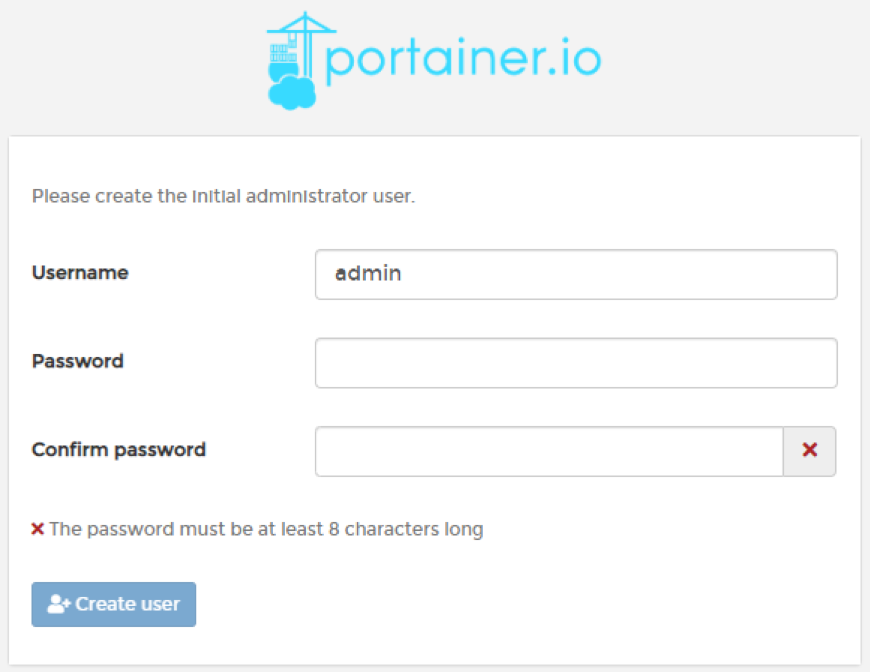 portainer.io
Please create the initial administrator user.
Username
admin
Password
Confirm password
The password must be at least 8 characters long
Create user